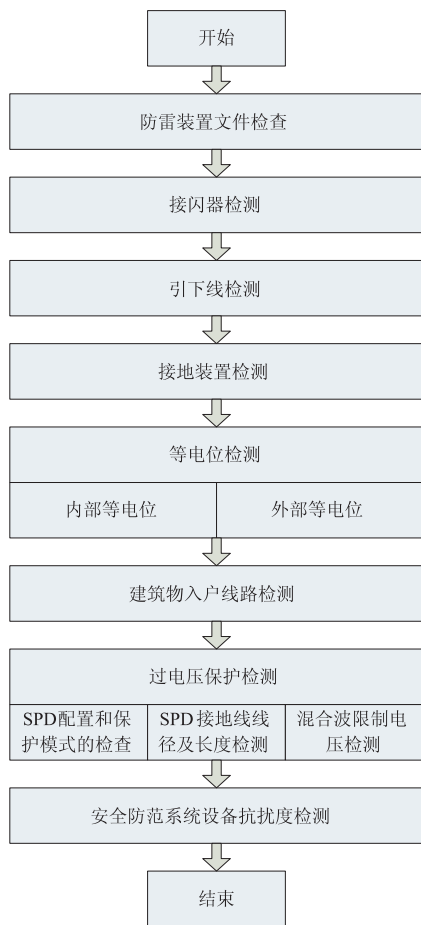 开始
防雷装置文件检查
接闪器检测
引下线检测
接地装置检测
等电位检测
内部等电位
外部等电位
建筑物入户线路检测
过电压保护检测
SPD配置和保
护模式的检查
SPD 接地线线
径及长度检测
混合波限制电
压检测
安全防范系统设备抗扰度检测
结束